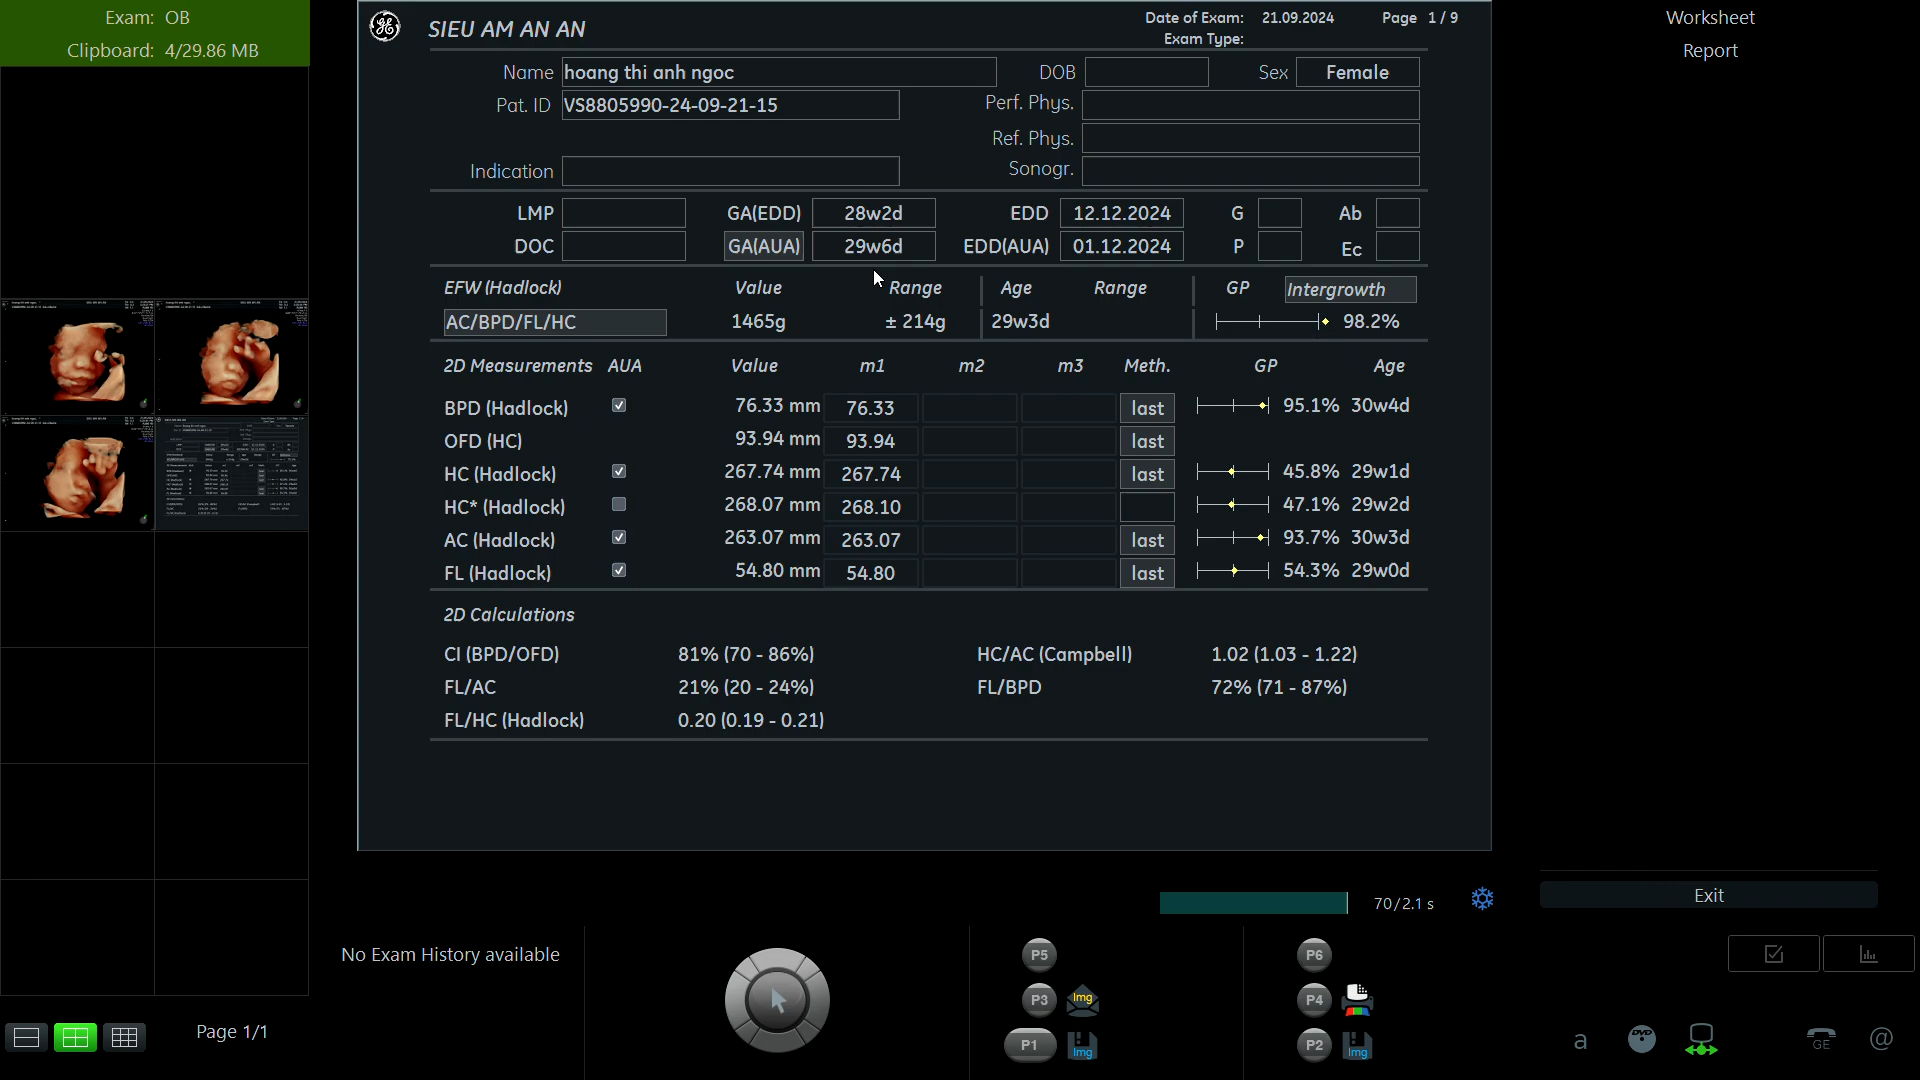 Exam: OB
Clipboard: 4/29.86 MB
SIEU AM AN AN
Date of Exam: 21.09.2024 Page 1 / 9
Exam Type:
Name hoang thi anh ngoc DOB Sex Female
Pat. ID VS8805990-24-09-21-15 Perf. Phys.
Ref. Phys.
Indication Sonogr.
LMP GA(EDD) 28w2d EDD 12.12.2024 G Ab
DOC GA(AUA) 29w6d EDD(AUA) 01.12.2024 P Ec
EFW (Hadlock) Value Range Age Range GP Intergrowth
AC/BPD/FL/HC 1465g ± 214g 29w3d 98.2%
2D Measurements AUA Value m1 m2 m3 Meth. GP Age
BPD (Hadlock) 76.33 mm 76.33 last 95.1% 30w4d
OFD (HC) 93.94 mm 93.94 last
HC (Hadlock) 267.74 mm 267.74 last 45.8% 29w1d
HC* (Hadlock) 268.07 mm 268.10 47.1% 29w2d
AC (Hadlock) 263.07 mm 263.07 last 93.7% 30w3d
FL (Hadlock) 54.80 mm 54.80 last 54.3% 29w0d
2D Calculations
CI (BPD/OFD) 81% (70 - 86%) HC/AC (Campbell) 1.02 (1.03 - 1.22)
FL/AC 21% (20 - 24%) FL/BPD 72% (71 - 87%)
FL/HC (Hadlock) 0.20 (0.19 - 0.21)
Worksheet
Report
70/2.1 s
Exit
No Exam History available
P5
P3 Img
P1 Img
P6
P4
P2 Img
Page 1/1
a DVD GE @